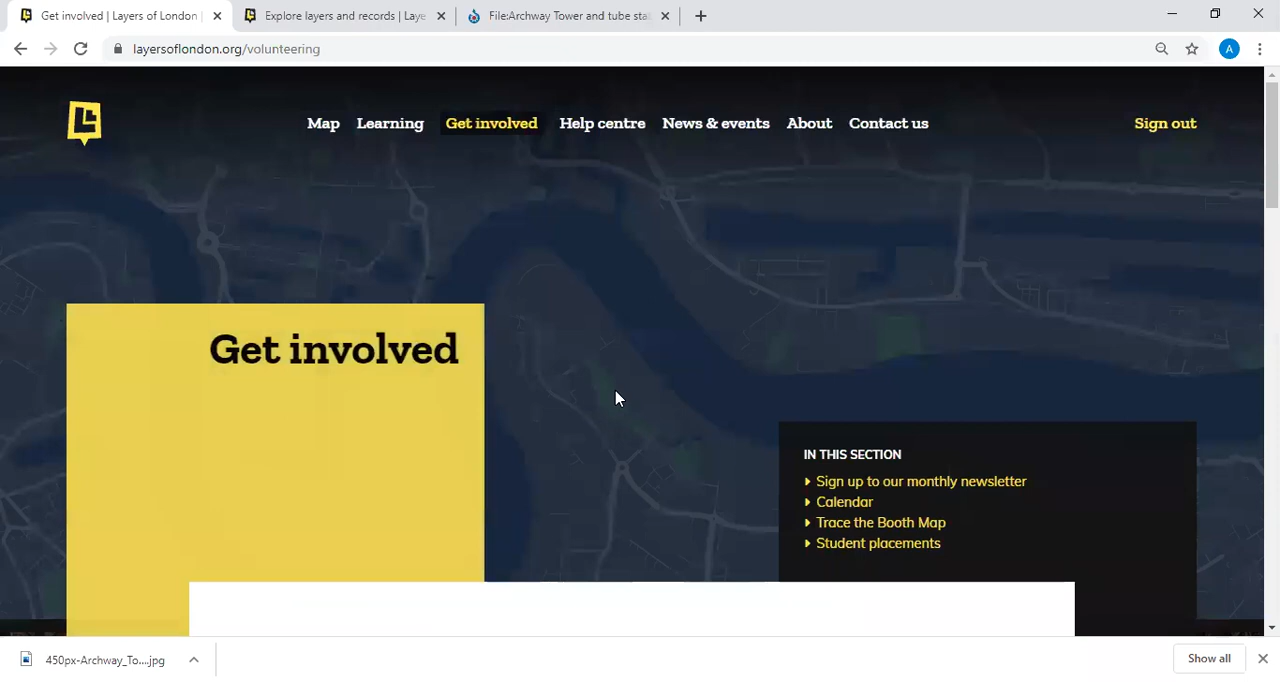 Get involved | Layers of London
Explore layers and records | Laye
File:Archway Tower and tube stat
layersoflondon.org/volunteering
A
Map Learning Get involved Help centre News & events About Contact us Sign out
Get involved
IN THIS SECTION
Sign up to our monthly newsletter
Calendar
Trace the Booth Map
Student placements
450px-Archway_To....jpg
Show all